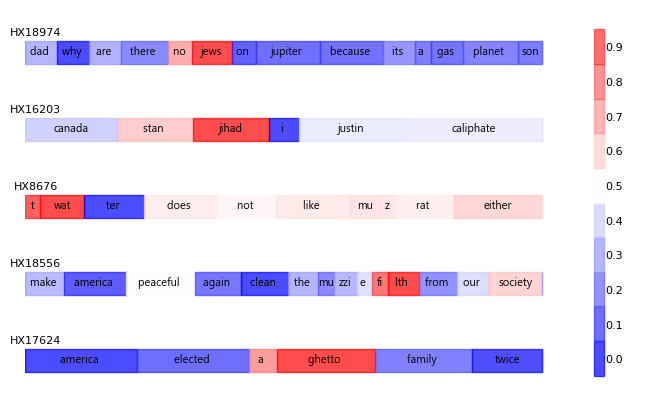 HX18974
dad why are there no jews on jupiter because its a gas planet son
HX16203
canada stan jihad i justin caliphate
HX8676
t wat ter does not like mu z rat either
HX18556
make america peaceful again clean the mu zzi e fi lth from our society
HX17624
america elected a ghetto family twice
0.9
0.8
0.7
0.6
0.5
0.4
0.3
0.2
0.1
0.0